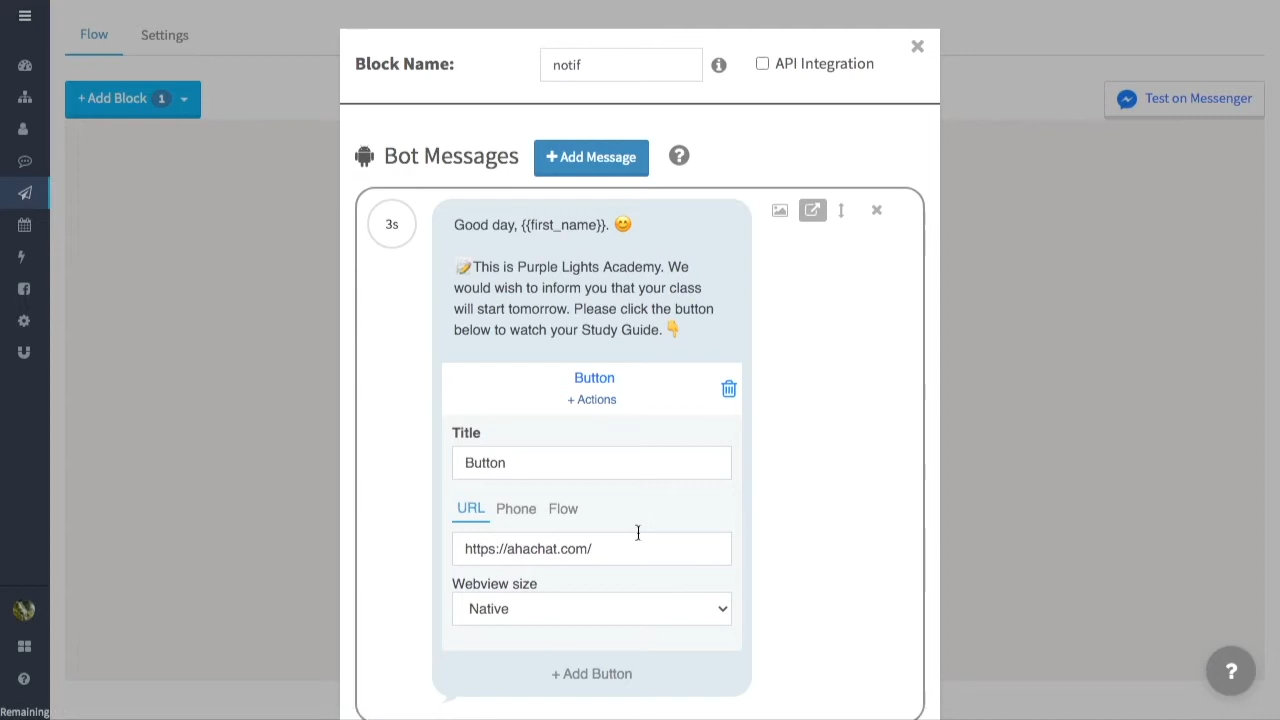 Flow
Settings
+ Add Block 1
Test on Messenger
Block Name:
notif
API Integration
Bot Messages
Add Message
3s
Good day, {{first_name}}. 😊
📝This is Purple Lights Academy. We
would wish to inform you that your class
will start tomorrow. Please click the button
below to watch your Study Guide. 👇
Button
+ Actions
Title
Button
URL Phone Flow
https://ahachat.com/
Webview size
Native
+ Add Button
Remaining